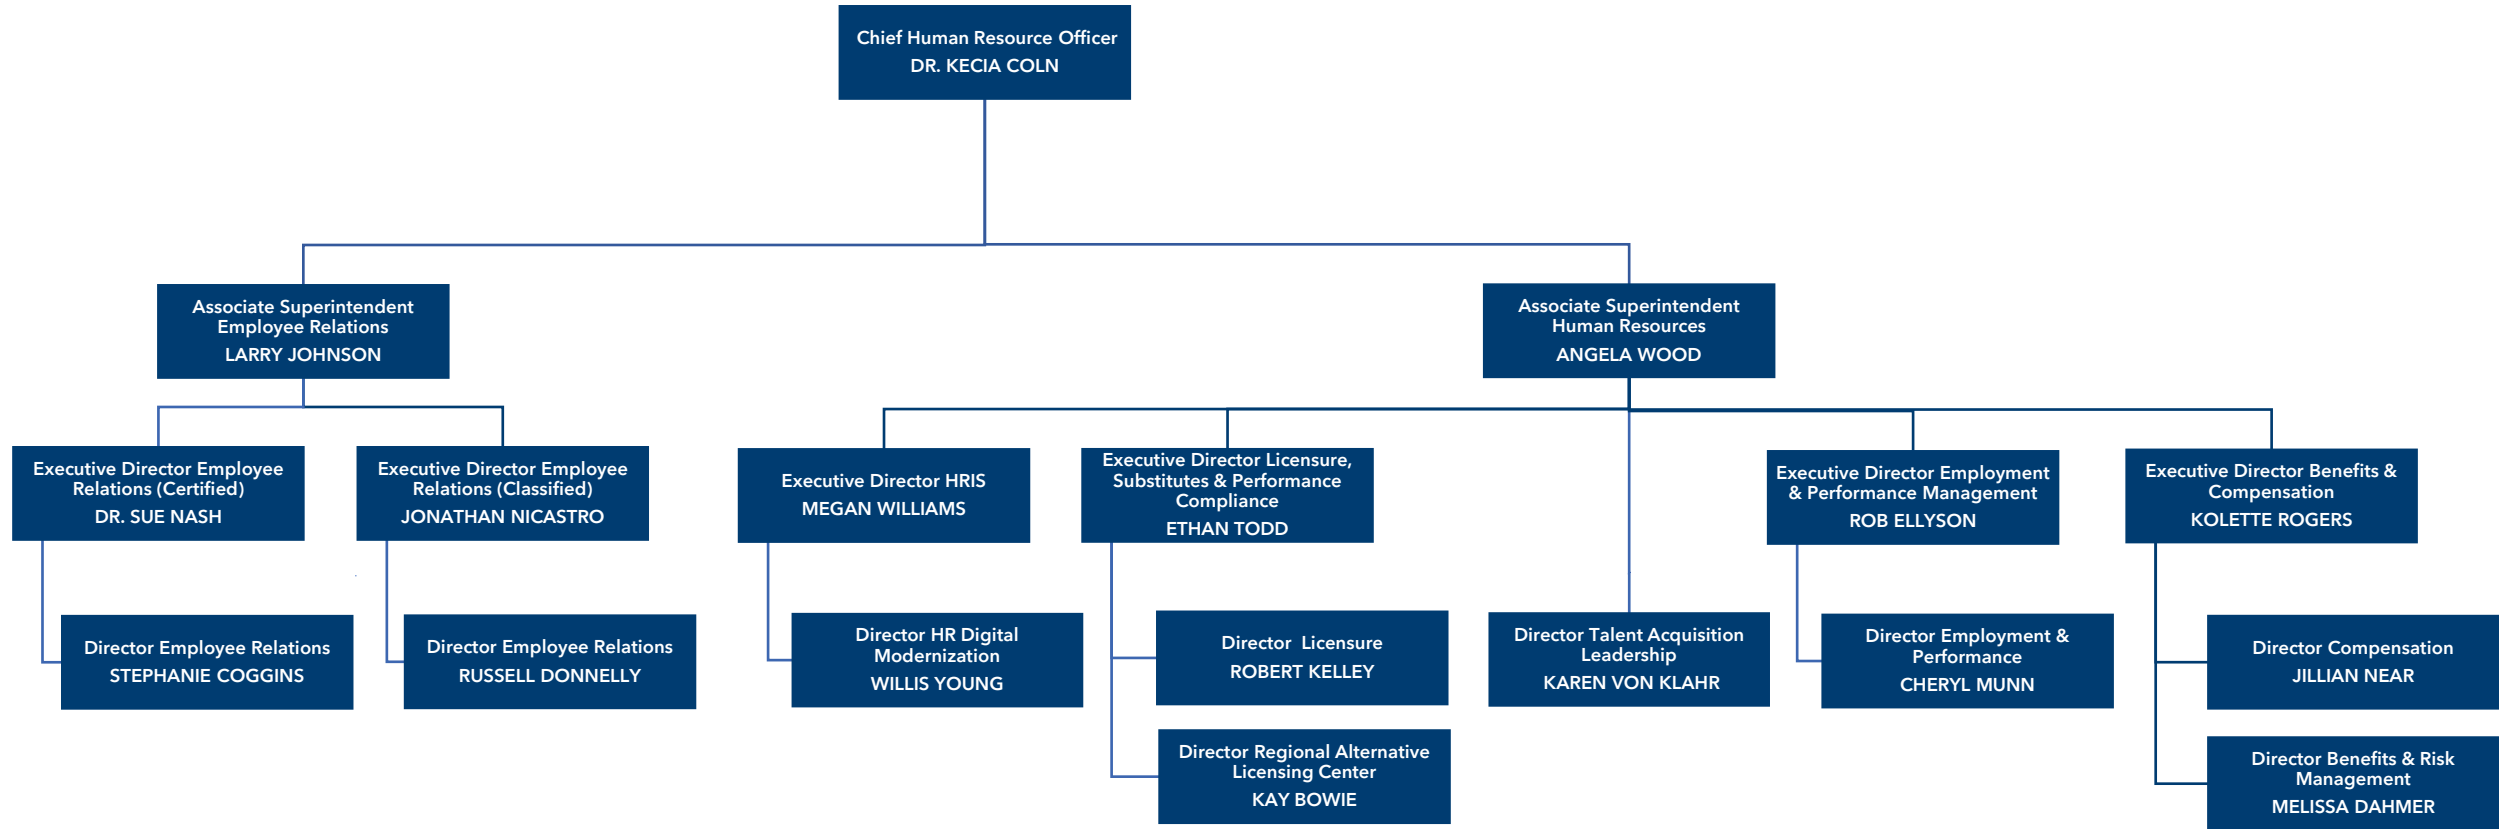 Chief Human Resource Officer
DR. KECIA COLN
Associate Superintendent
Employee Relations
LARRY JOHNSON
Associate Superintendent
Human Resources
ANGELA WOOD
Executive Director Employee
Relations (Certified)
DR. SUE NASH
Executive Director Employee
Relations (Classified)
JONATHAN NICASTRO
Executive Director HRIS
MEGAN WILLIAMS
Executive Director Licensure,
Substitutes & Performance
Compliance
ETHAN TODD
Executive Director Employment
& Performance Management
ROB ELLYSON
Executive Director Benefits &
Compensation
KOLETTE ROGERS
Director Employee Relations
STEPHANIE COGGINS
Director Employee Relations
RUSSELL DONNELLY
Director HR Digital
Modernization
WILLIS YOUNG
Director Licensure
ROBERT KELLEY
Director Talent Acquisition
Leadership
KAREN VON KLAHR
Director Employment &
Performance
CHERYL MUNN
Director Compensation
JILLIAN NEAR
Director Regional Alternative
Licensing Center
KAY BOWIE
Director Benefits & Risk
Management
MELISSA DAHMER